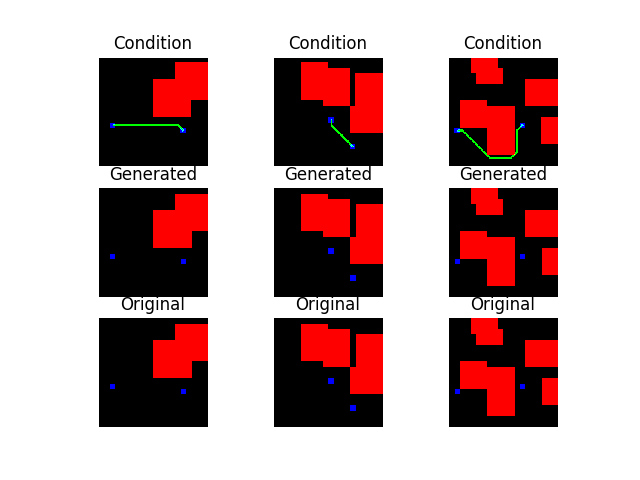 Condition Condition Condition
Generated Generated Generated
Original Original Original